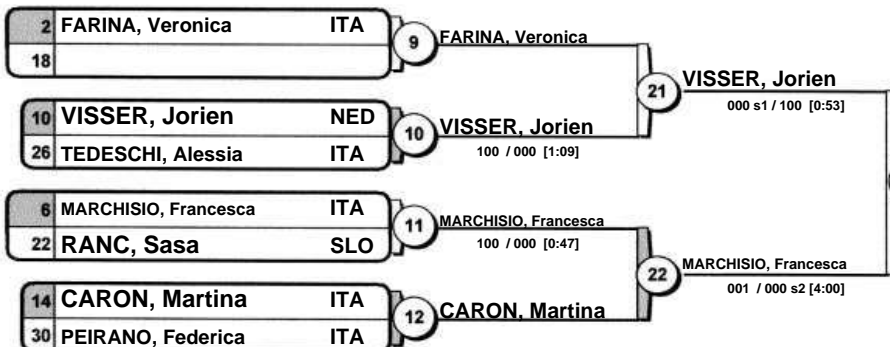 2 FARINA, Veronica ITA
18
9
FARINA, Veronica
10 VISSER, Jorien NED
26 TEDESCHI, Alessia ITA
10
VISSER, Jorien
100 / 000 [1:09]
21
VISSER, Jorien
000 s1 / 100 [0:53]
6 MARCHISIO, Francesca ITA
22 RANC, Sasa SLO
11
MARCHISIO, Francesca
100 / 000 [0:47]
14 CARON, Martina ITA
30 PEIRANO, Federica ITA
12
CARON, Martina
22
MARCHISIO, Francesca
001 / 000 s2 [4:00]